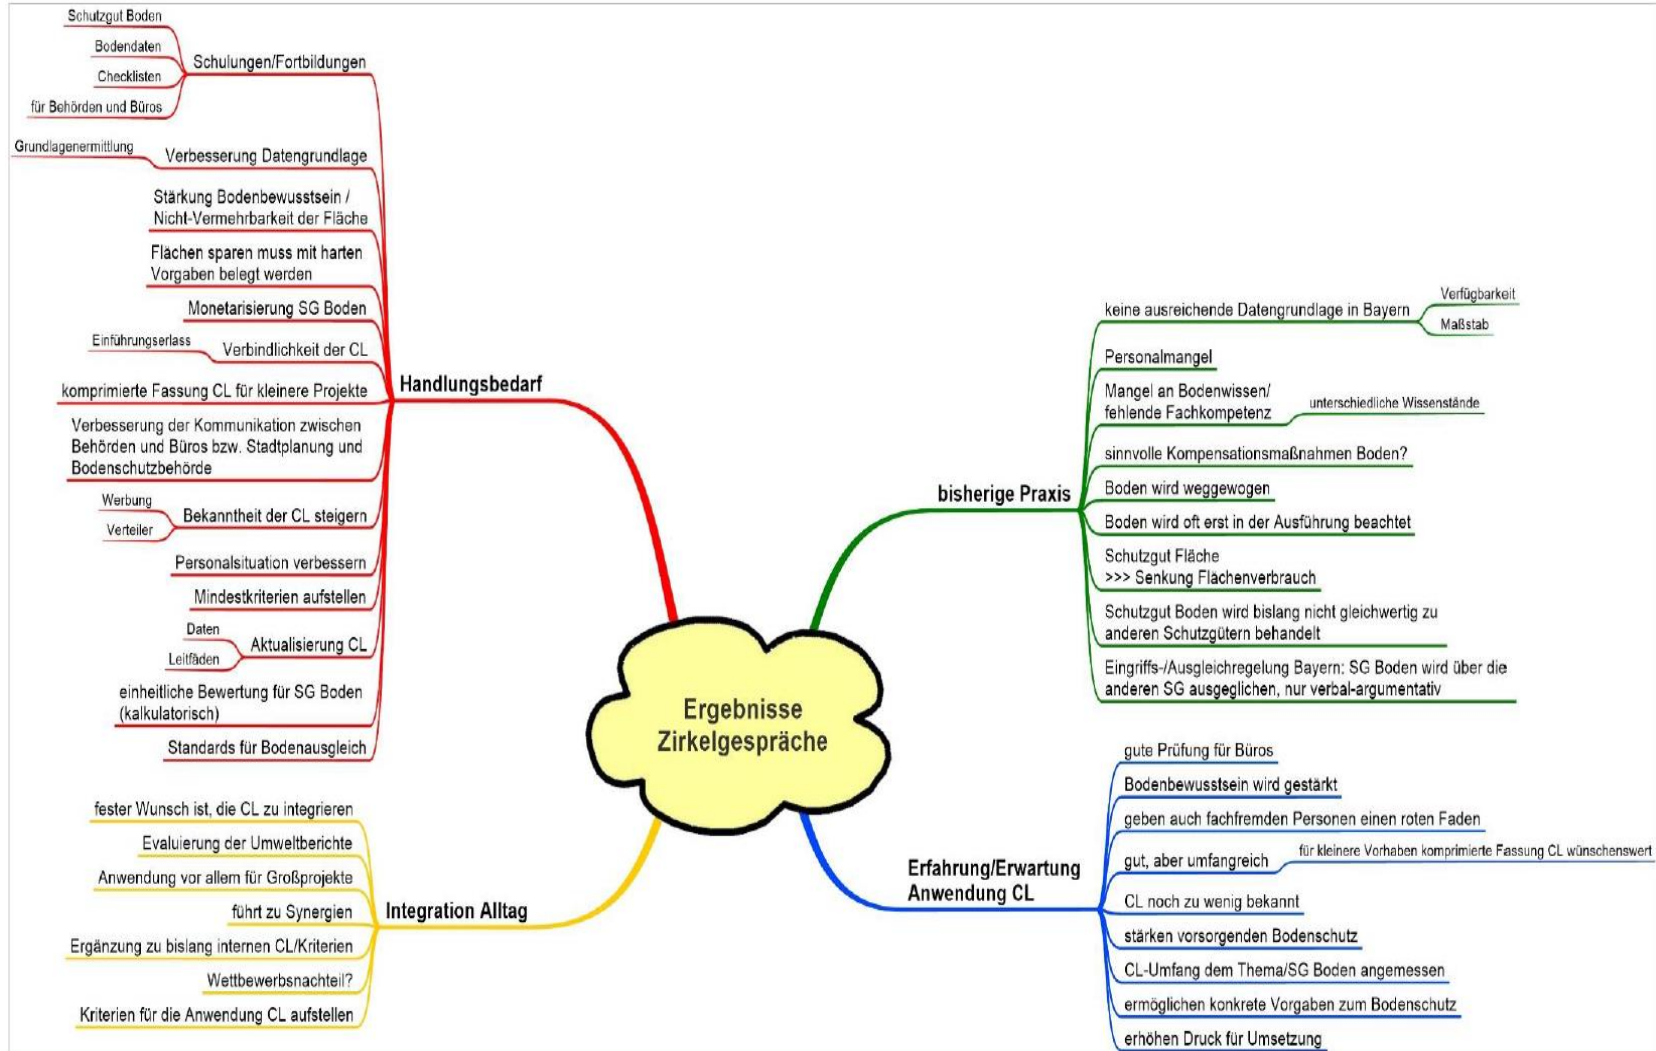 Schutzgut Boden
Bodendaten
Checklisten
für Behörden und Büros
Schulungen/Fortbildungen
Grundlagenermittlung
Verbesserung Datengrundlage
Stärkung Bodenbewusstsein /
Nicht-Vermehrbarkeit der Fläche
Flächen sparen muss mit harten
Vorgaben belegt werden
Monetarisierung SG Boden
Einführungserlass
Verbindlichkeit der CL
komprimierte Fassung CL für kleinere Projekte
Verbesserung der Kommunikation zwischen
Behörden und Büros bzw. Stadtplanung und
Bodenschutzbehörde
Werbung
Verteiler
Bekanntheit der CL steigern
Personalsituation verbessern
Mindestkriterien aufstellen
Daten
Leitfäden
Aktualisierung CL
einheitliche Bewertung für SG Boden
(kalkulatorisch)
Standards für Bodenausgleich
Handlungsbedarf
fester Wunsch ist, die CL zu integrieren
Evaluierung der Umweltberichte
Anwendung vor allem für Großprojekte
führt zu Synergien
Ergänzung zu bislang internen CL/Kriterien
Wettbewerbsnachteil?
Kriterien für die Anwendung CL aufstellen
Integration Alltag
Ergebnisse
Zirkelgespräche
bisherige Praxis
keine ausreichende Datengrundlage in Bayern
Verfügbarkeit
Maßstab
Personalmangel
Mangel an Bodenwissen/
fehlende Fachkompetenz
unterschiedliche Wissenstände
sinnvolle Kompensationsmaßnahmen Boden?
Boden wird weggewogen
Boden wird oft erst in der Ausführung beachtet
Schutzgut Fläche
>>> Senkung Flächenverbrauch
Schutzgut Boden wird bislang nicht gleichwertig zu
anderen Schutzgütern behandelt
Eingriffs-/Ausgleichregelung Bayern: SG Boden wird über die
anderen SG ausgeglichen, nur verbal-argumentativ
Erfahrung/Erwartung
Anwendung CL
gute Prüfung für Büros
Bodenbewusstsein wird gestärkt
geben auch fachfremden Personen einen roten Faden
gut, aber umfangreich
für kleinere Vorhaben komprimierte Fassung CL wünschenswert
CL noch zu wenig bekannt
stärken vorsorgenden Bodenschutz
CL-Umfang dem Thema/SG Boden angemessen
ermöglichen konkrete Vorgaben zum Bodenschutz
erhöhen Druck für Umsetzung